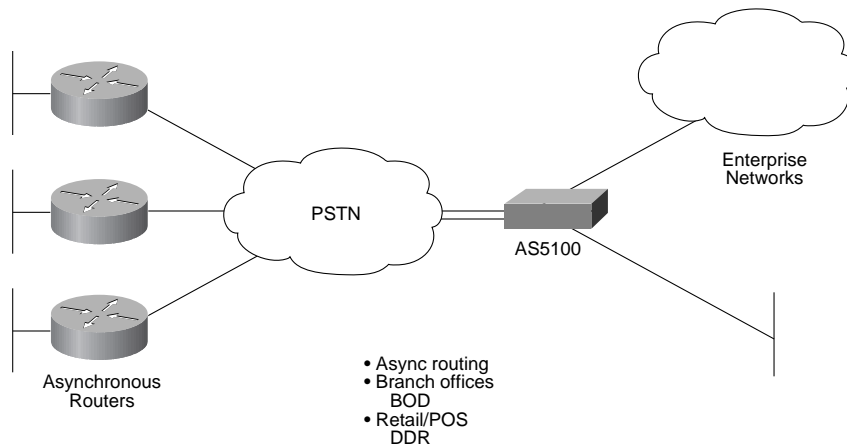 PSTN
AS5100
Enterprise
Networks
Asynchronous
Routers
• Async routing
• Branch offices
BOD
• Retail/POS
DDR